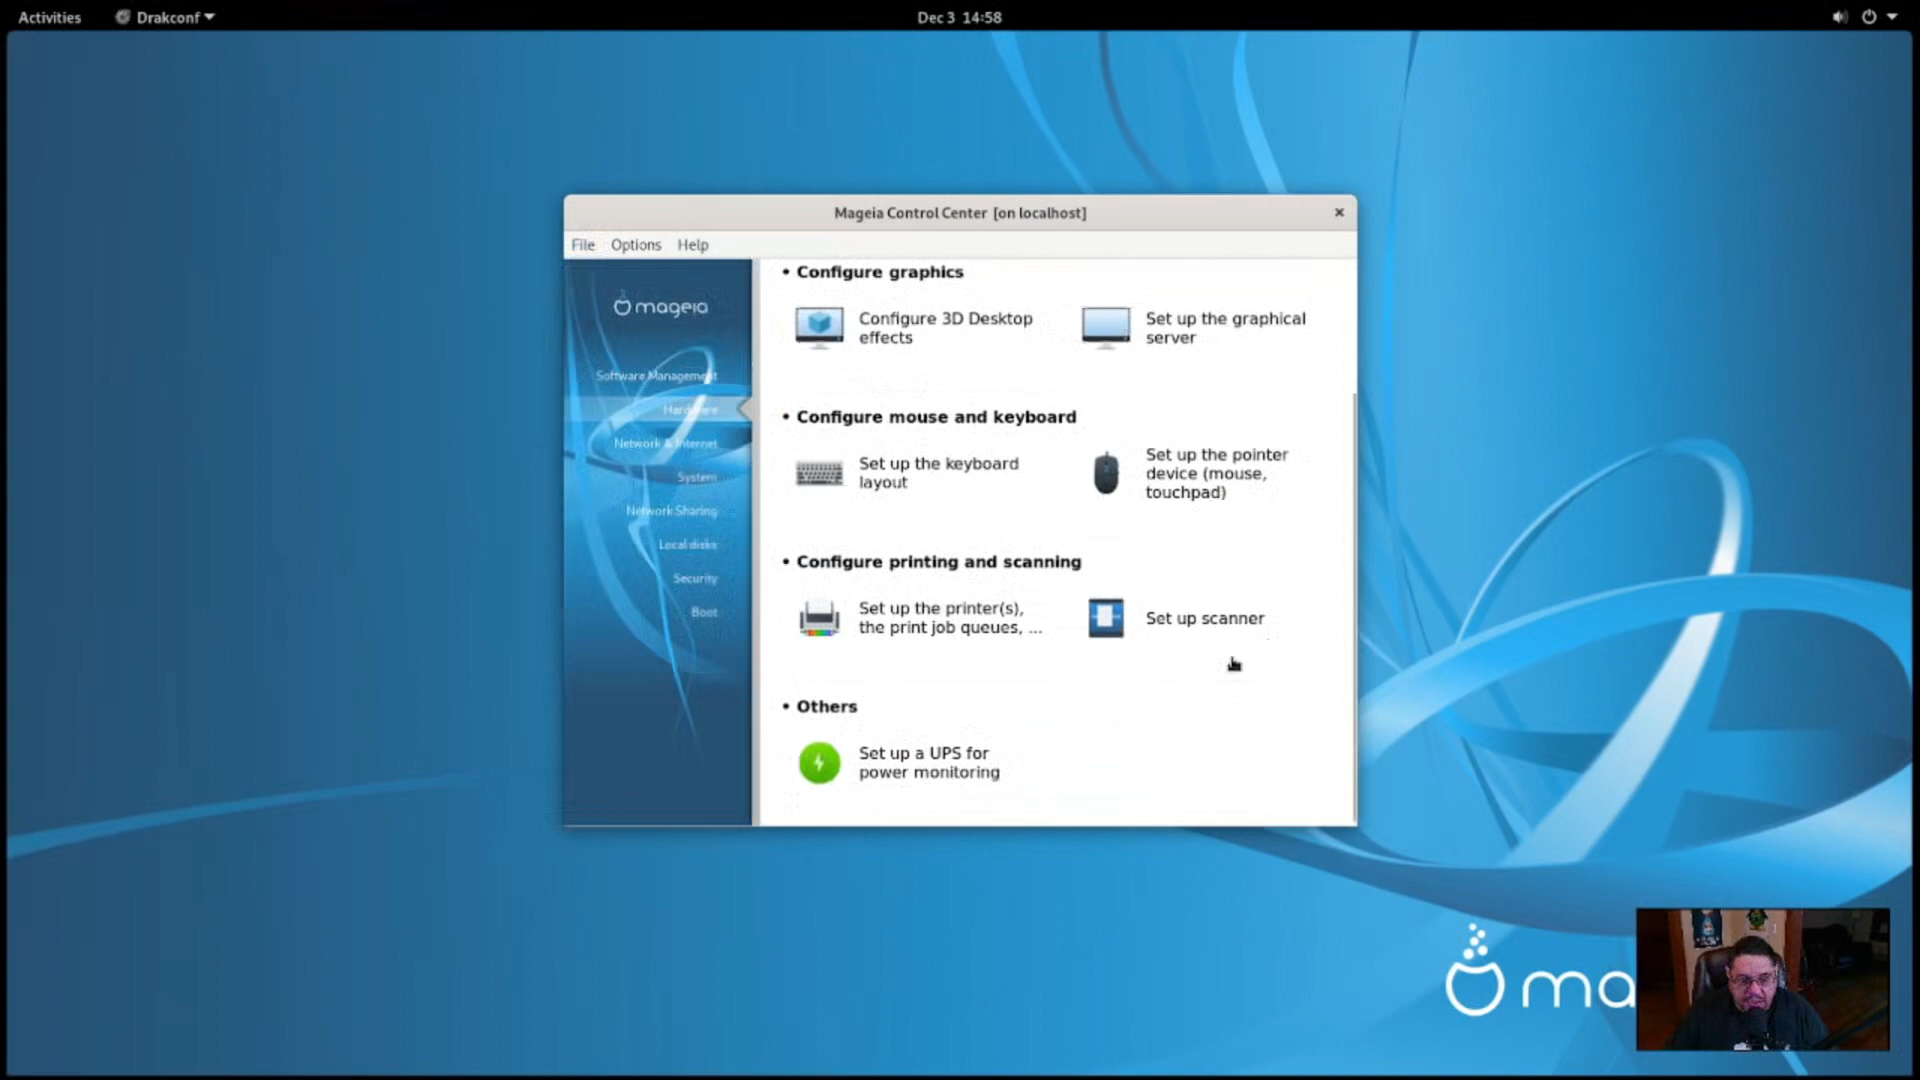 Activities
Drakconf
Dec 3 14:58
Mageia Control Center [on localhost]
File Options Help
mageia
Software Management
Hardware
Network & Internet
System
Network Sharing
Local disks
Security
Boot
• Configure graphics
Configure 3D Desktop
effects
Set up the graphical
server
• Configure mouse and keyboard
Set up the keyboard
layout
Set up the pointer
device (mouse,
touchpad)
• Configure printing and scanning
Set up the printer(s),
the print job queues, ...
Set up scanner
• Others
Set up a UPS for
power monitoring
ma